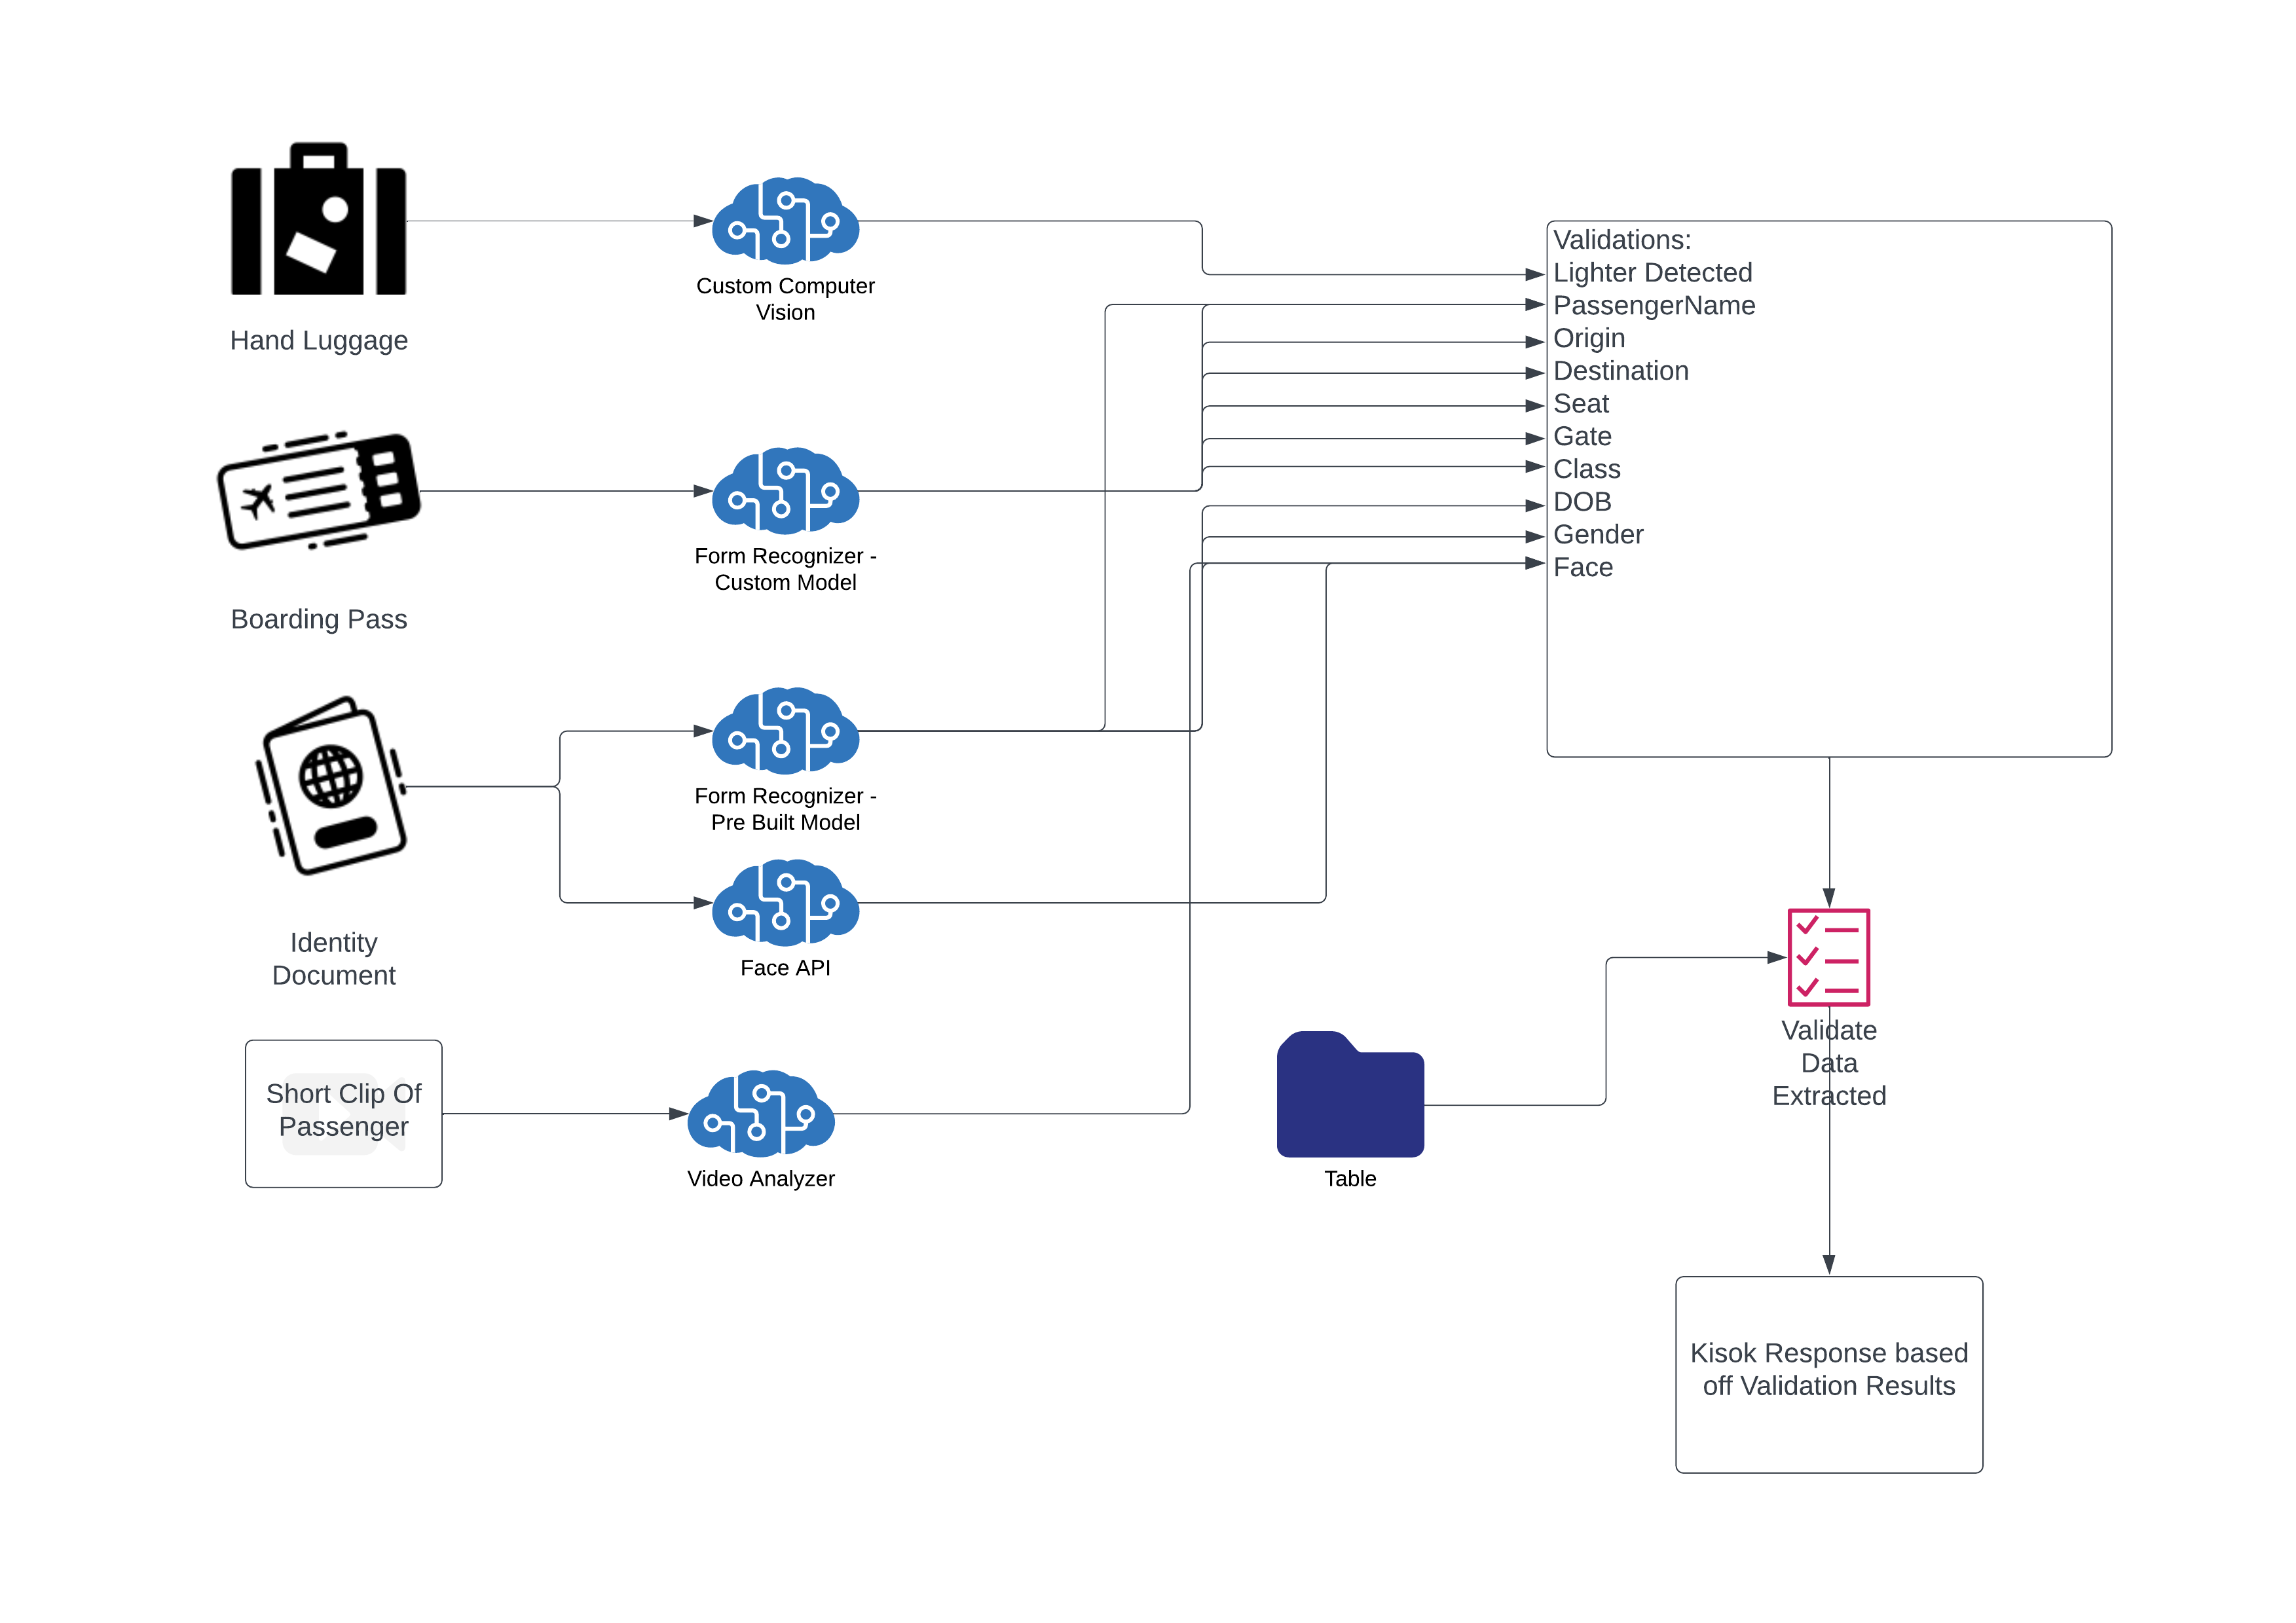 Hand Luggage
Custom Computer
Vision
Validations:
Lighter Detected
PassengerName
Origin
Destination
Seat
Gate
Class
DOB
Gender
Face
Boarding Pass
Form Recognizer -
Custom Model
Identity
Document
Form Recognizer -
Pre Built Model
Face API
Short Clip Of
Passenger
Video Analyzer
Table
Validate
Data
Extracted
Kisok Response based
off Validation Results